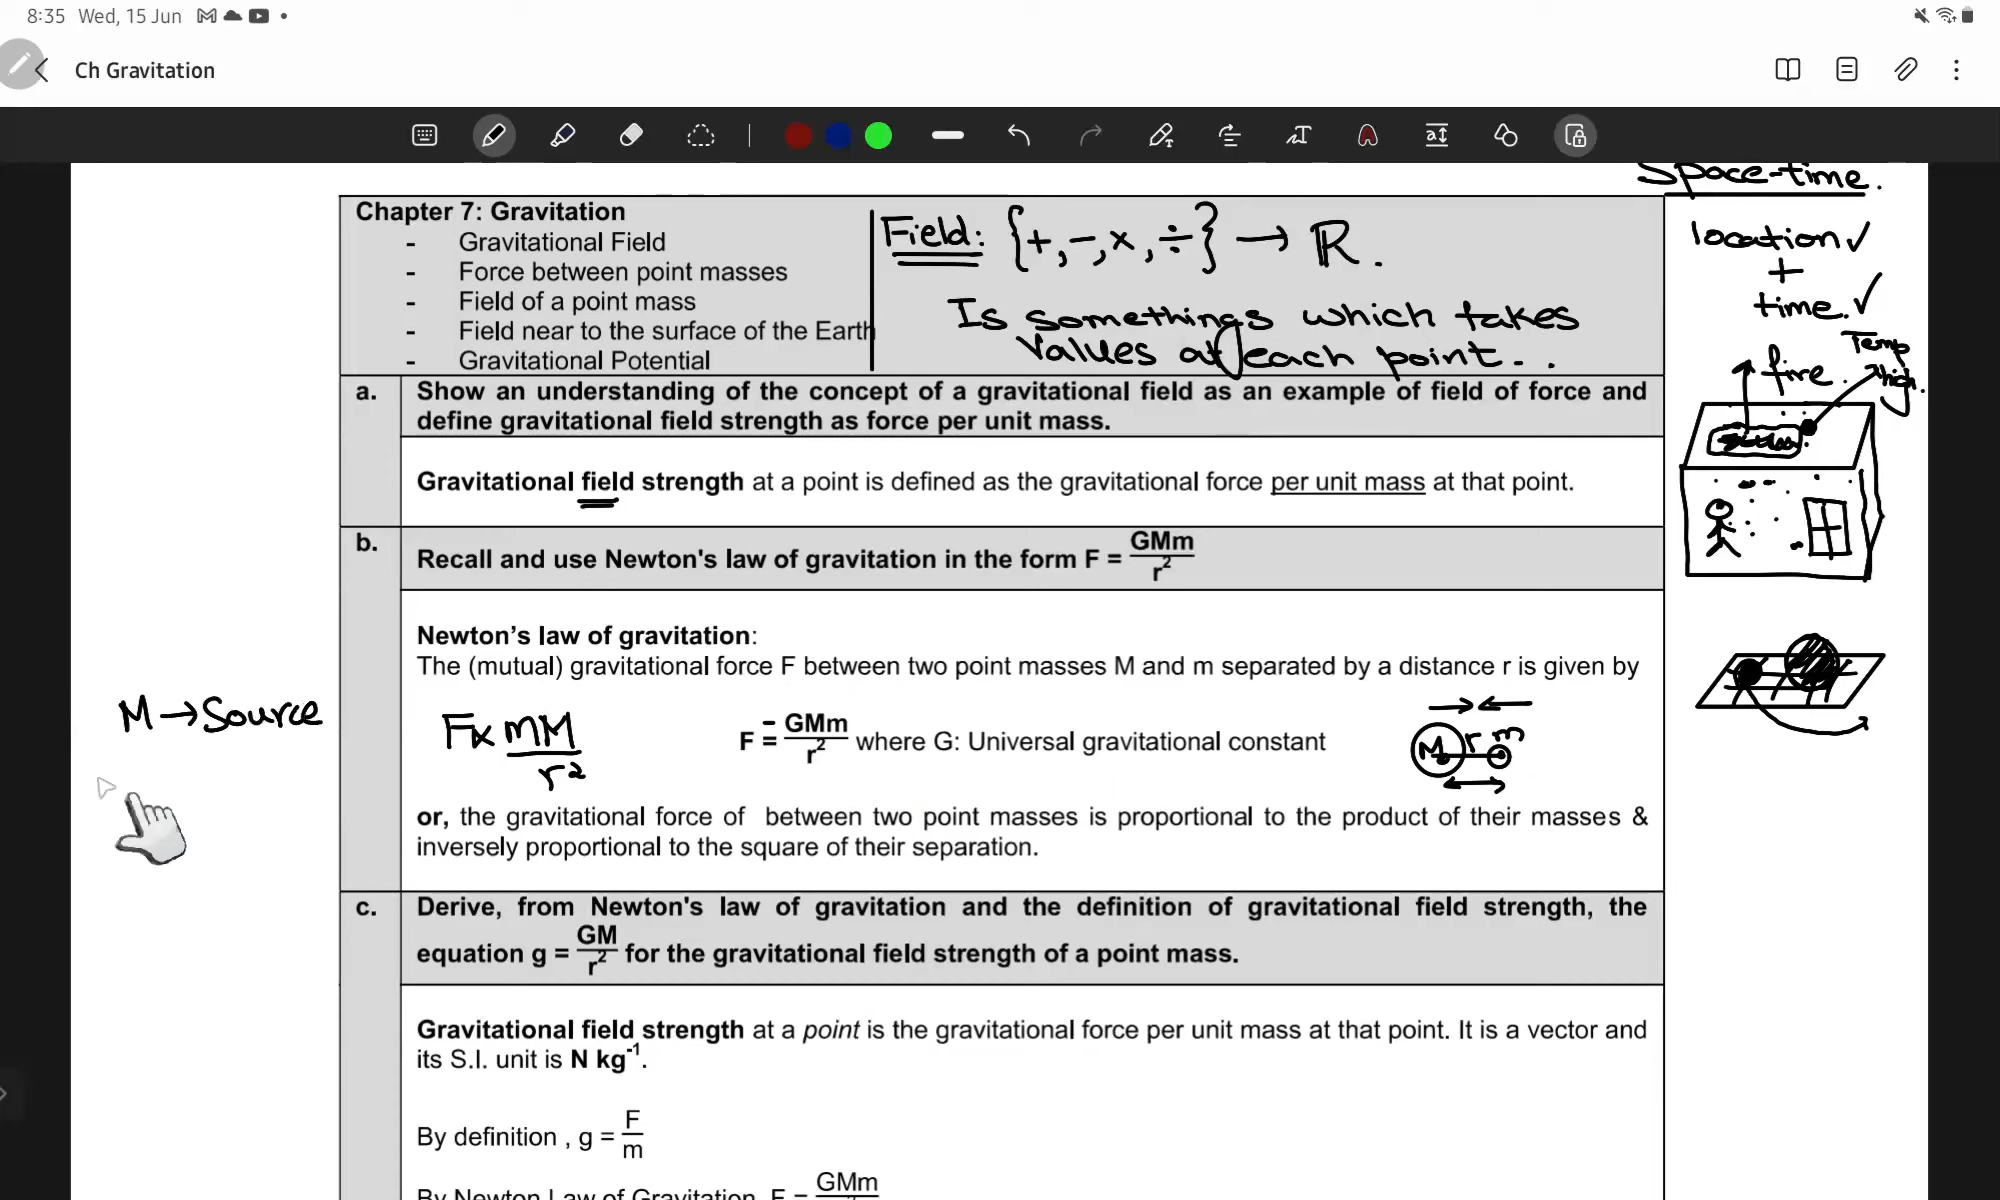 8:35 Wed, 15 Jun
Ch Gravitation
Space-time.
Chapter 7: Gravitation
- Gravitational Field
- Force between point masses
- Field of a point mass
- Field near to the surface of the Earth
- Gravitational Potential
Field: {+,-,x,÷} → ℝ.
Is somethings which takes
values at each point..
location✓
+
time.✓
fire.
Temp
high.
a. Show an understanding of the concept of a gravitational field as an example of field of force and
define gravitational field strength as force per unit mass.
Gravitational field strength at a point is defined as the gravitational force per unit mass at that point.
b. Recall and use Newton's law of gravitation in the form F = GMm/r²
Newton's law of gravitation:
The (mutual) gravitational force F between two point masses M and m separated by a distance r is given by
M → Source
F∝ mM/r²
F = GMm/r² where G: Universal gravitational constant
M r m
or, the gravitational force of between two point masses is proportional to the product of their masses &
inversely proportional to the square of their separation.
c. Derive, from Newton's law of gravitation and the definition of gravitational field strength, the
equation g = GM/r² for the gravitational field strength of a point mass.
Gravitational field strength at a point is the gravitational force per unit mass at that point. It is a vector and
its S.I. unit is N kg⁻¹.
By definition , g = F/m
By Newton Law of Gravitation, F = GMm